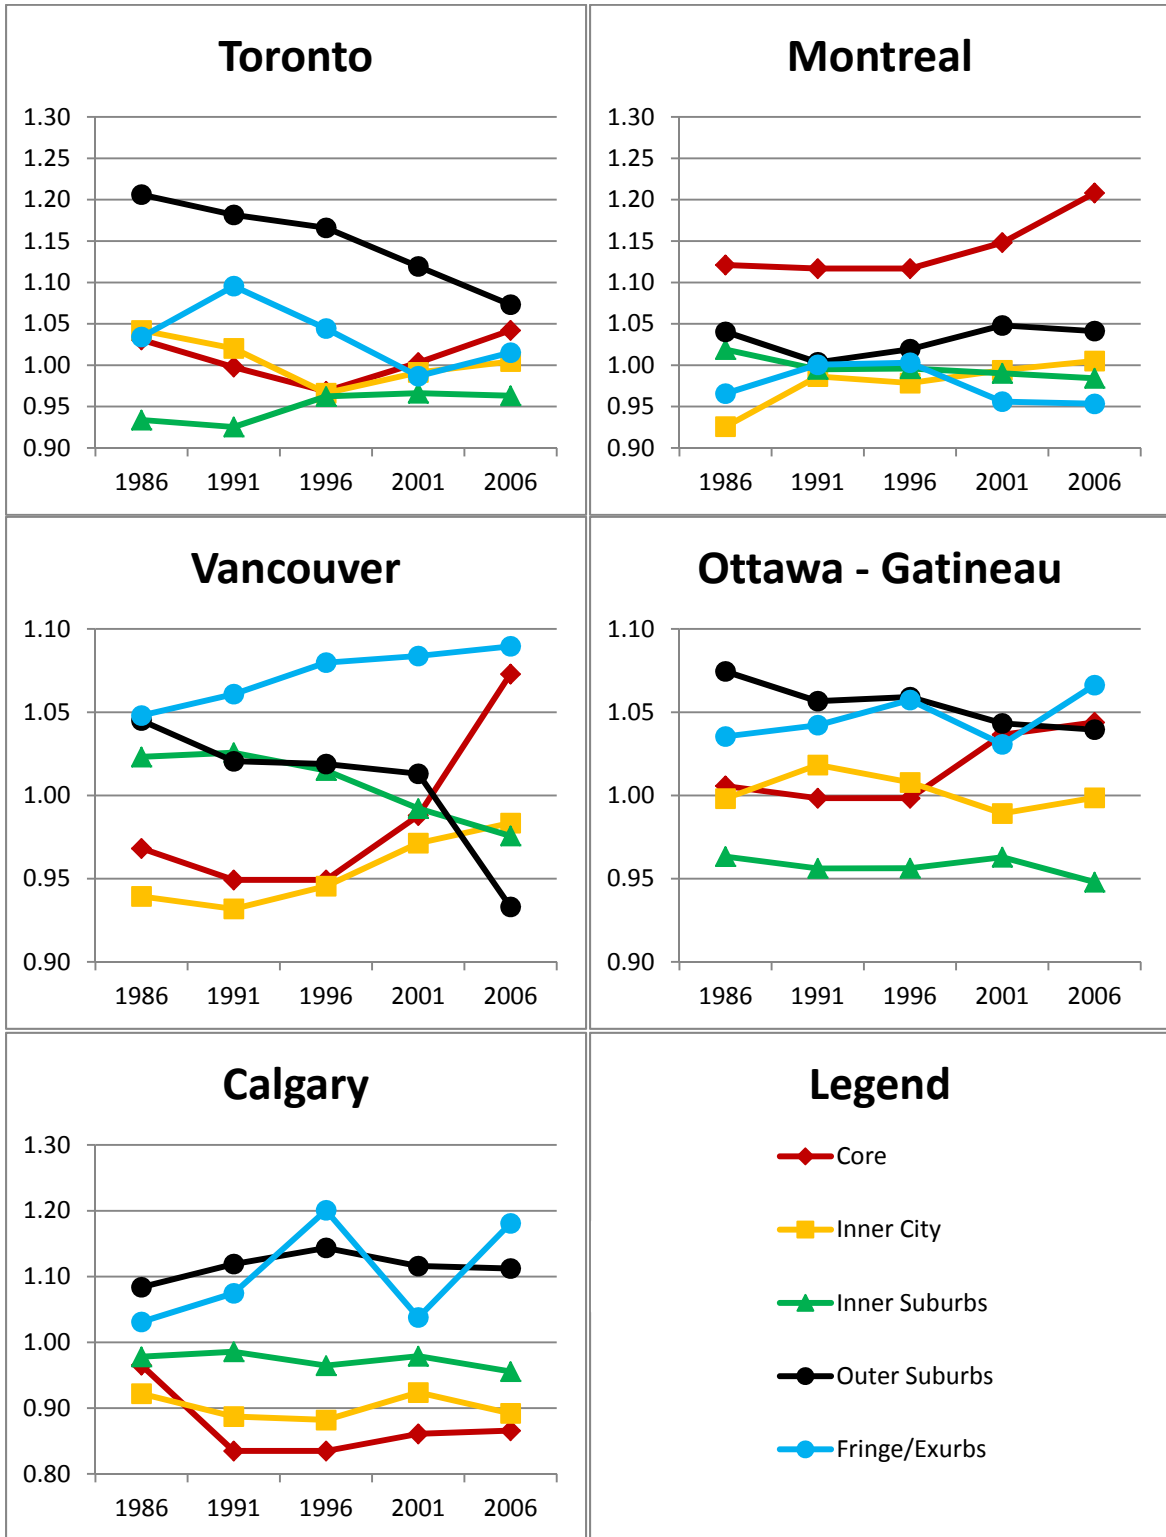 Toronto
1.30
1.25
1.20
1.15
1.10
1.05
1.00
0.95
0.90
1986 1991 1996 2001 2006
Montreal
1.30
1.25
1.20
1.15
1.10
1.05
1.00
0.95
0.90
1986 1991 1996 2001 2006
Vancouver
1.10
1.05
1.00
0.95
0.90
1986 1991 1996 2001 2006
Ottawa - Gatineau
1.10
1.05
1.00
0.95
0.90
1986 1991 1996 2001 2006
Calgary
1.30
1.20
1.10
1.00
0.90
0.80
1986 1991 1996 2001 2006
Legend
Core
Inner City
Inner Suburbs
Outer Suburbs
Fringe/Exurbs